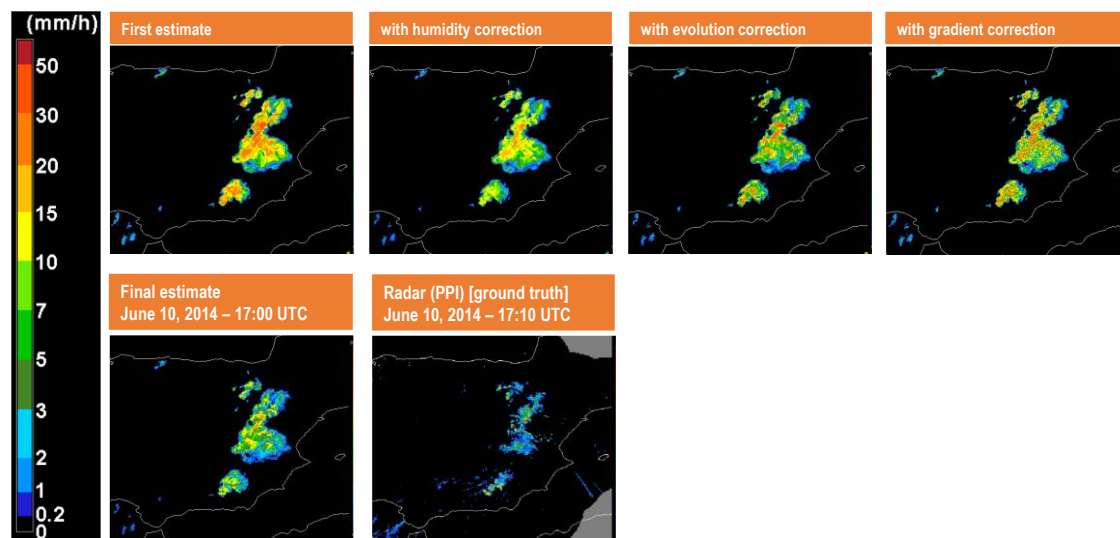 (mm/h)
50
30
20
15
10
7
5
3
2
1
0.2
0
First estimate
with humidity correction
with evolution correction
with gradient correction
Final estimate
June 10, 2014 – 17:00 UTC
Radar (PPI) [ground truth]
June 10, 2014 – 17:10 UTC